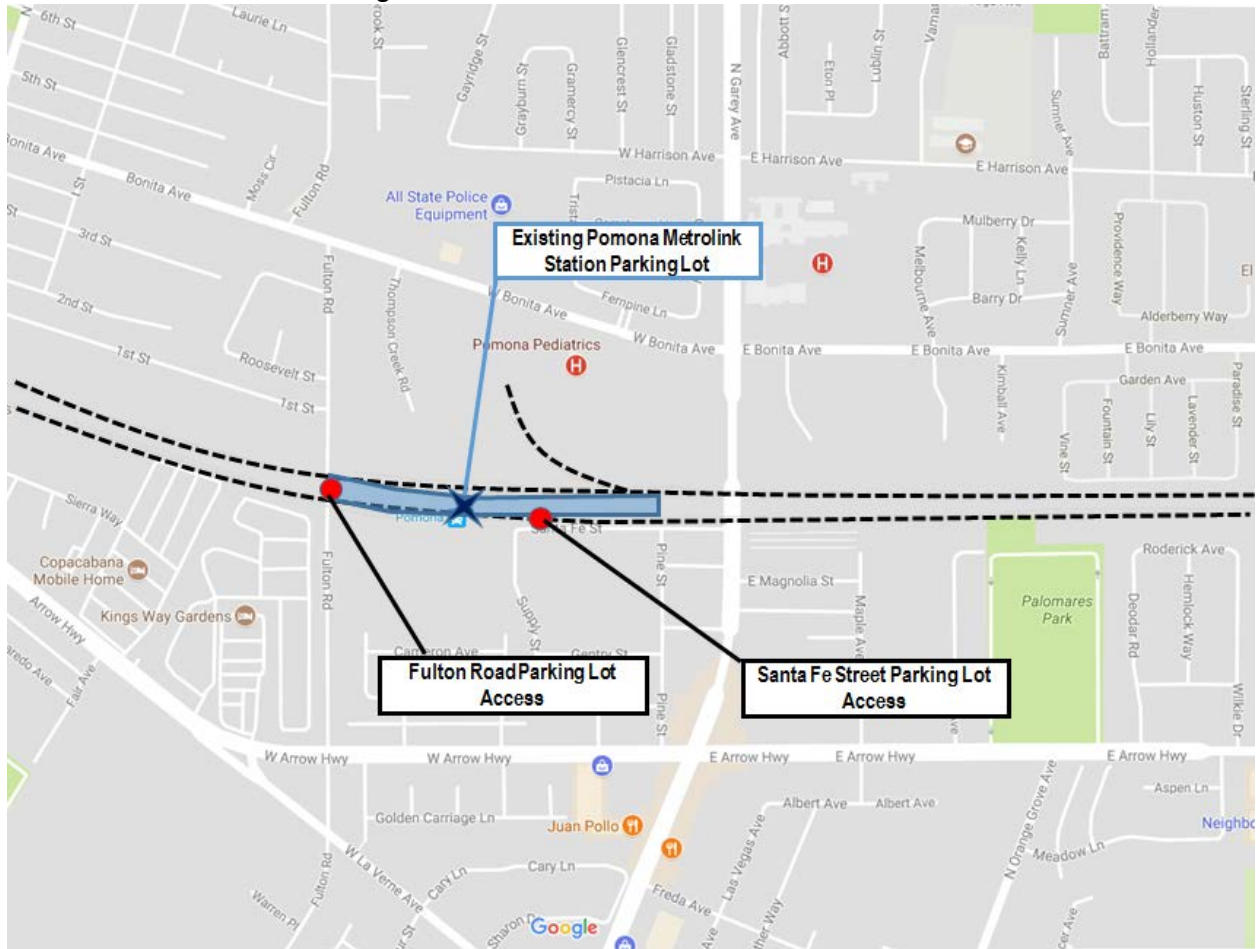 6th St
Laurie Ln
Gayridge St
Grayburn St
Gramercy St
Glencrest St
Gladstone St
N Garey Ave
Abbott S
Eton Pl
Lublin St
Battram
Hollander
Huston St
Sterling St
Sumner Ave
5th St
W Harrison Ave
E Harrison Ave
E Harrison Ave
Bonita Ave
Moss Cir
Fulton Rd
All State Police
Equipment
Pistacia Ln
Existing Pomona Metrolink
Station Parking Lot
Mulberry Dr
Kelly Ln
Melbourne Ave
Barry Dr
Sumner Ave
Providence Way
El
Alderberry Way
1st St
3rd St
2nd St
1st St
Roosevelt St
1st St
Fulton Rd
Thompson Creek Rd
W Bonita Ave
Fernpine Ln
W Bonita Ave
E Bonita Ave
E Bonita Ave
E Bonita Ave
Pomona Pediatrics
Kimball Ave
Garden Ave
Vine St
Fountain St
Lily St
Lavender St
Paradise St
Sierra Way
Pomona
Santa Fe St
Copacabana
Mobile Home
Kings Way Gardens
Fulton Rd
Supply St
Pine St
E Magnolia St
Maple Ave
Palomares
Park
Roderick Ave
Deodar Rd
Hemlock Way
Wilkie Dr
Arrow Hwy
Fair Ave
Cameron Ave
Gentry St
Fulton Road Parking Lot
Access
Santa Fe Street Parking Lot
Access
Pine St
W Arrow Hwy
W Arrow Hwy
E Arrow Hwy
E Arrow Hwy
E Arrow Hwy
Golden Carriage Ln
Juan Pollo
Albert Ave
Albert Ave
Aspen Ln
Neighbo
N Orange Grove Ave
Meadow Ln
W La Verne Ave
Cary Ln
Cary Ln
Las Vegas Ave
Fulton Rd
Warren Pl
Freda Ave
Google